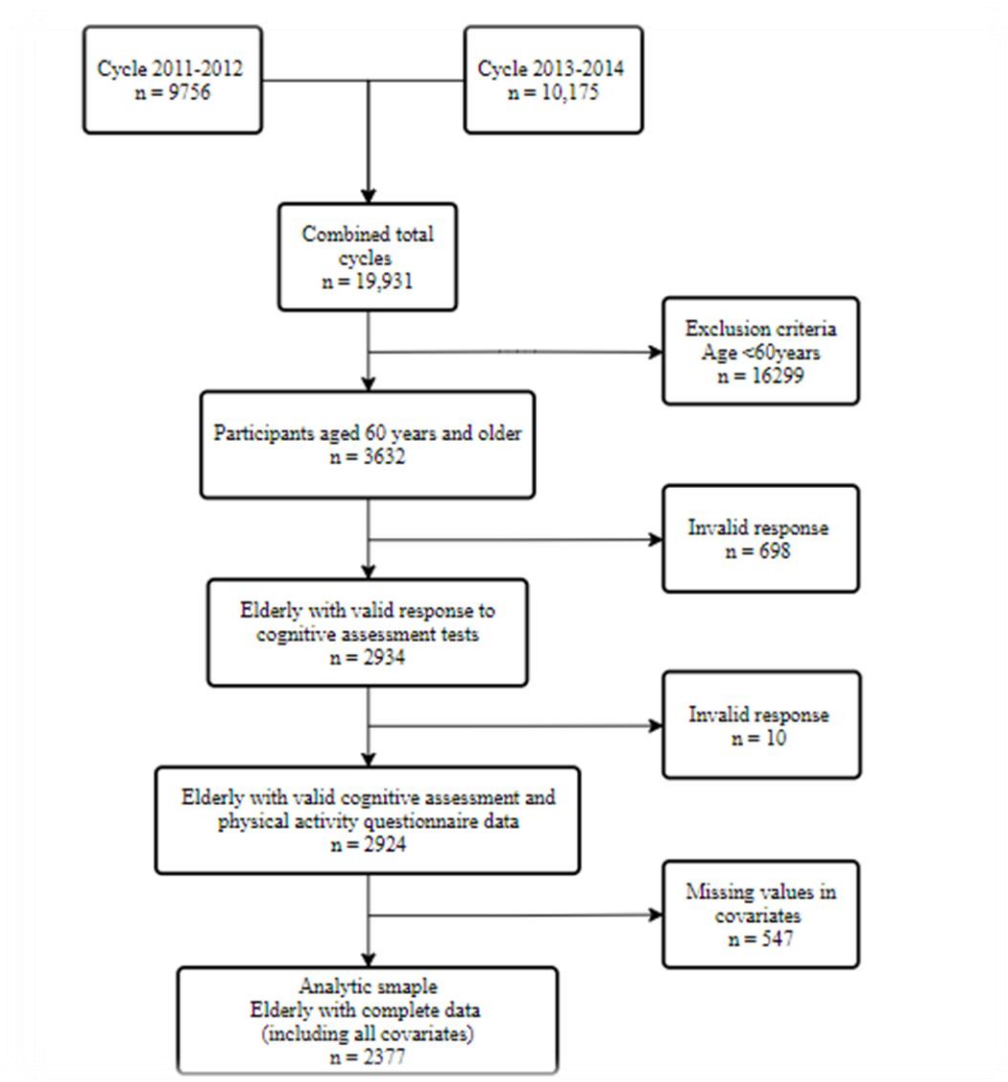 Cycle 2011-2012
n = 9756
Cycle 2013-2014
n = 10,175
Combined total
cycles
n = 19,931
Exclusion criteria
Age <60years
n = 16299
Participants aged 60 years and older
n = 3632
Invalid response
n = 698
Elderly with valid response to
cognitive assessment tests
n = 2934
Invalid response
n = 10
Elderly with valid cognitive assessment and
physical activity questionnaire data
n = 2924
Missing values in
covariates
n = 547
Analytic smaple
Elderly with complete data
(including all covariates)
n = 2377